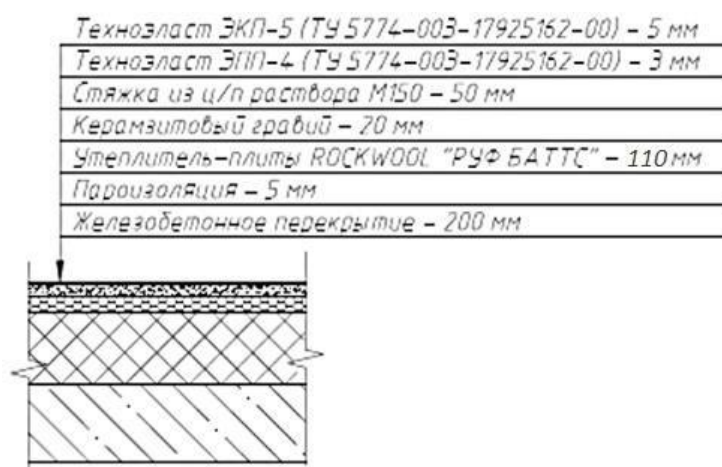 Техноэласт ЭКП-5 (ТУ 5774-003-17925162-00) - 5 мм
Техноэласт ЭПП-4 (ТУ 5774-003-17925162-00) - 3 мм
Стяжка из ц/п раствора М150 - 50 мм
Керамзитовый гравий - 20 мм
Утеплитель-плиты ROCKWOOL "РУФ БАТТС" - 110 мм
Пароизоляция - 5 мм
Железобетонное перекрытие - 200 мм